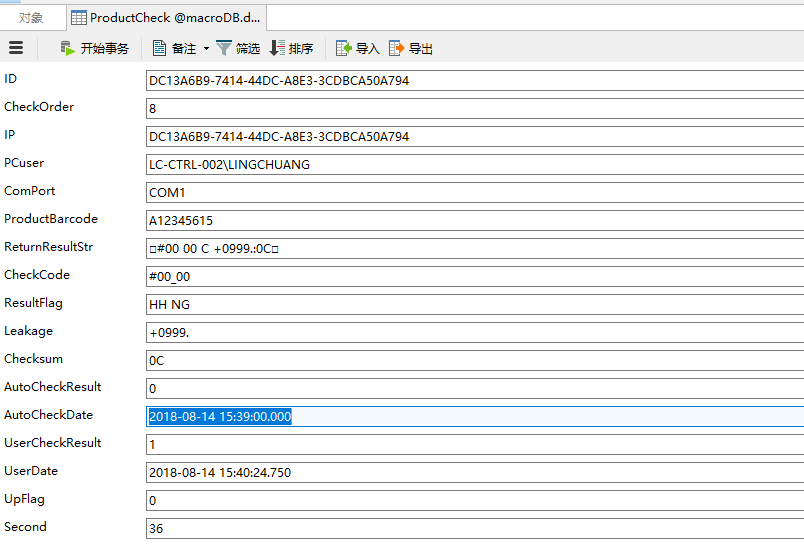 对象
ProductCheck @macroDB.d...
开始事务 备注 筛选 排序 导入 导出
ID DC13A6B9-7414-44DC-A8E3-3CDBCA50A794
CheckOrder 8
IP DC13A6B9-7414-44DC-A8E3-3CDBCA50A794
PCuser LC-CTRL-002\LINGCHUANG
ComPort COM1
ProductBarcode A12345615
ReturnResultStr □#00 00 C +0999.:0C□
CheckCode #00_00
ResultFlag HH NG
Leakage +0999.
Checksum 0C
AutoCheckResult 0
AutoCheckDate 2018-08-14 15:39:00.000
UserCheckResult 1
UserDate 2018-08-14 15:40:24.750
UpFlag 0
Second 36